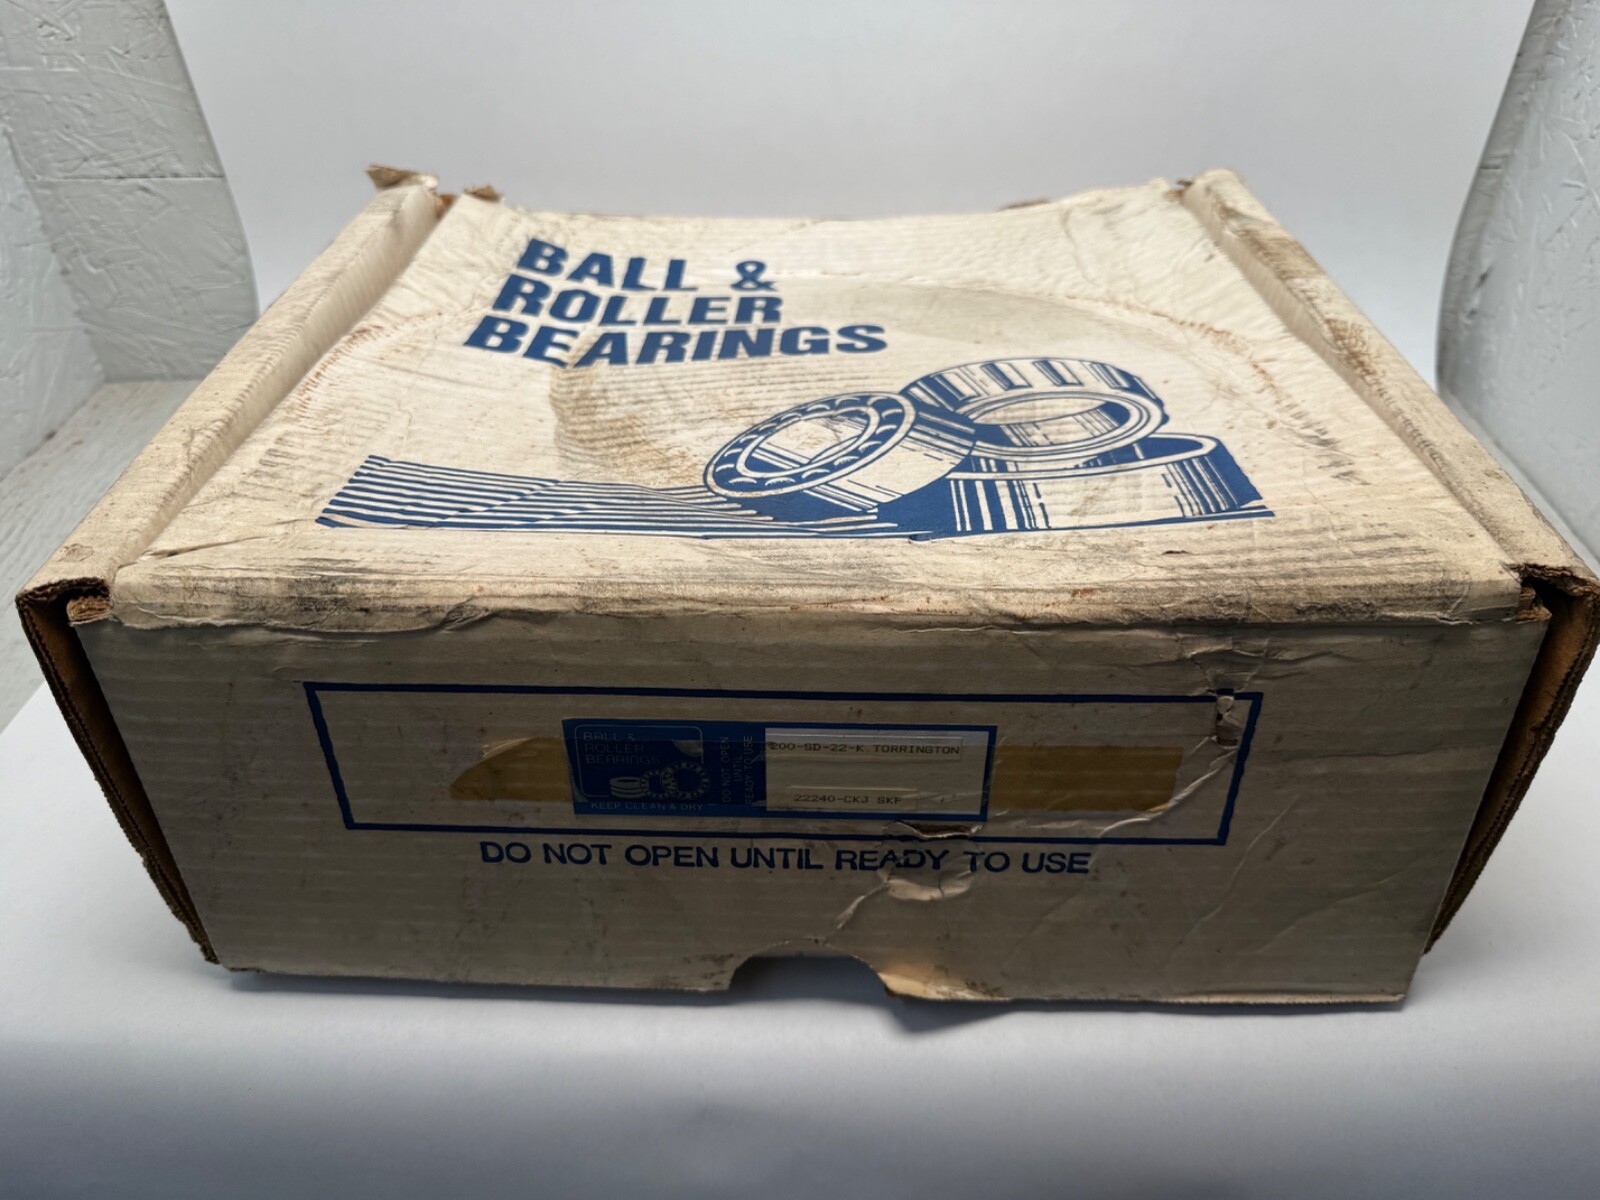 BALL &
ROLLER
BEARINGS
BALL &
ROLLER
BEARINGS
KEEP CLEAN & DRY
DO NOT OPEN
UNTIL
READY TO USE
200-SD-22-K TORRINGTON
22240-CKJ SKF
DO NOT OPEN UNTIL READY TO USE